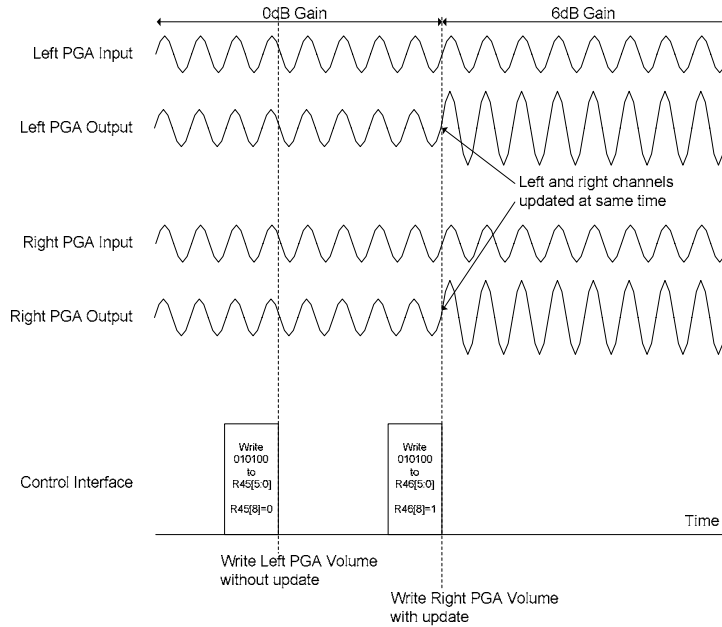 0dB Gain
6dB Gain
Left PGA Input
Left PGA Output
Left and right channels
updated at same time
Right PGA Input
Right PGA Output
Write
010100
to
R45[5:0]
R45[8]=0
Write
010100
to
R46[5:0]
R46[8]=1
Control Interface
Time
Write Left PGA Volume
without update
Write Right PGA Volume
with update